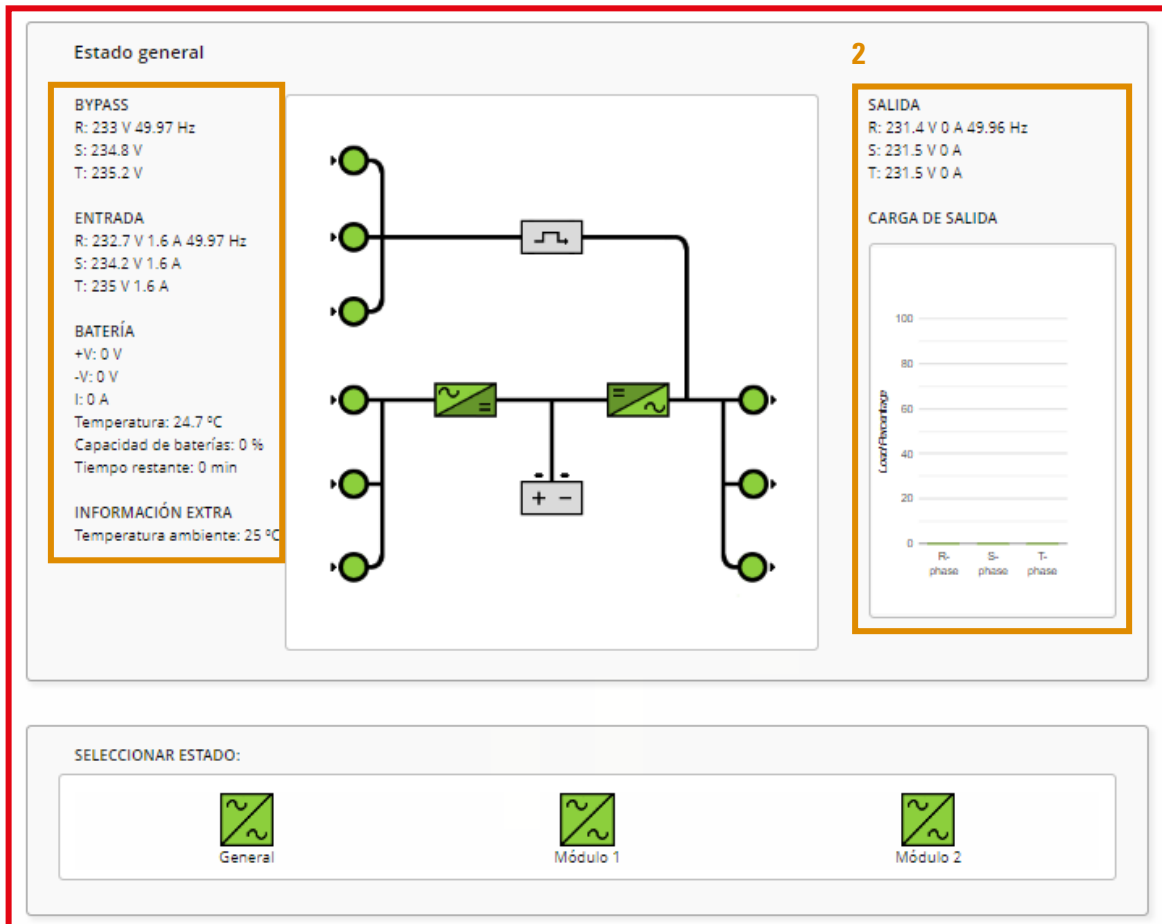 Estado general
2
BYPASS
R: 233 V 49.97 Hz
S: 234.8 V
T: 235.2 V
ENTRADA
R: 232.7 V 1.6 A 49.97 Hz
S: 234.2 V 1.6 A
T: 235 V 1.6 A
BATERÍA
+V: 0 V
-V: 0 V
I: 0 A
Temperatura: 24.7 ºC
Capacidad de baterías: 0 %
Tiempo restante: 0 min
INFORMACIÓN EXTRA
Temperatura ambiente: 25 ºC
SALIDA
R: 231.4 V 0 A 49.96 Hz
S: 231.5 V 0 A
T: 231.5 V 0 A
CARGA DE SALIDA
Load Percentage
100
80
60
40
20
0
R-
phase
S-
phase
T-
phase
SELECCIONAR ESTADO:
General
Módulo 1
Módulo 2